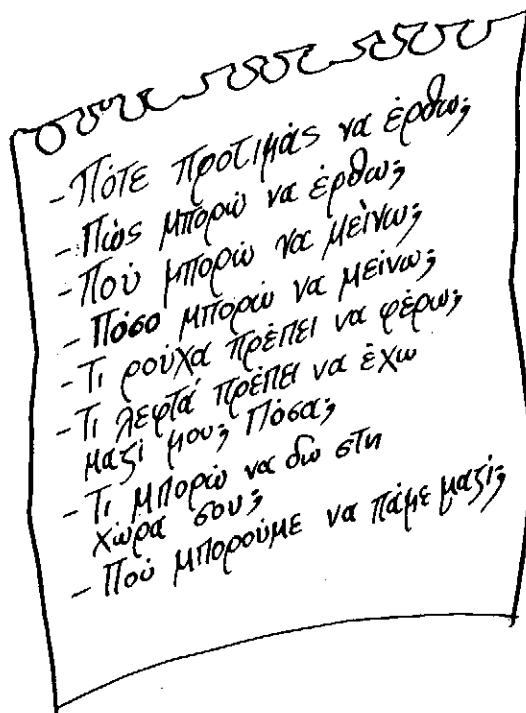 - Πότε προτιμάς να έρθω;
- Πώς μπορώ να έρθω;
- Πού μπορώ να μείνω;
- Πόσο μπορώ να μείνω;
- Τι ρούχα πρέπει να φέρω;
- Τι λεφτά πρέπει να έχω
μαζί μου; Πόσα;
- Τι μπορώ να δω στη
χώρα σου;
- Πού μπορούμε να πάμε μαζί;